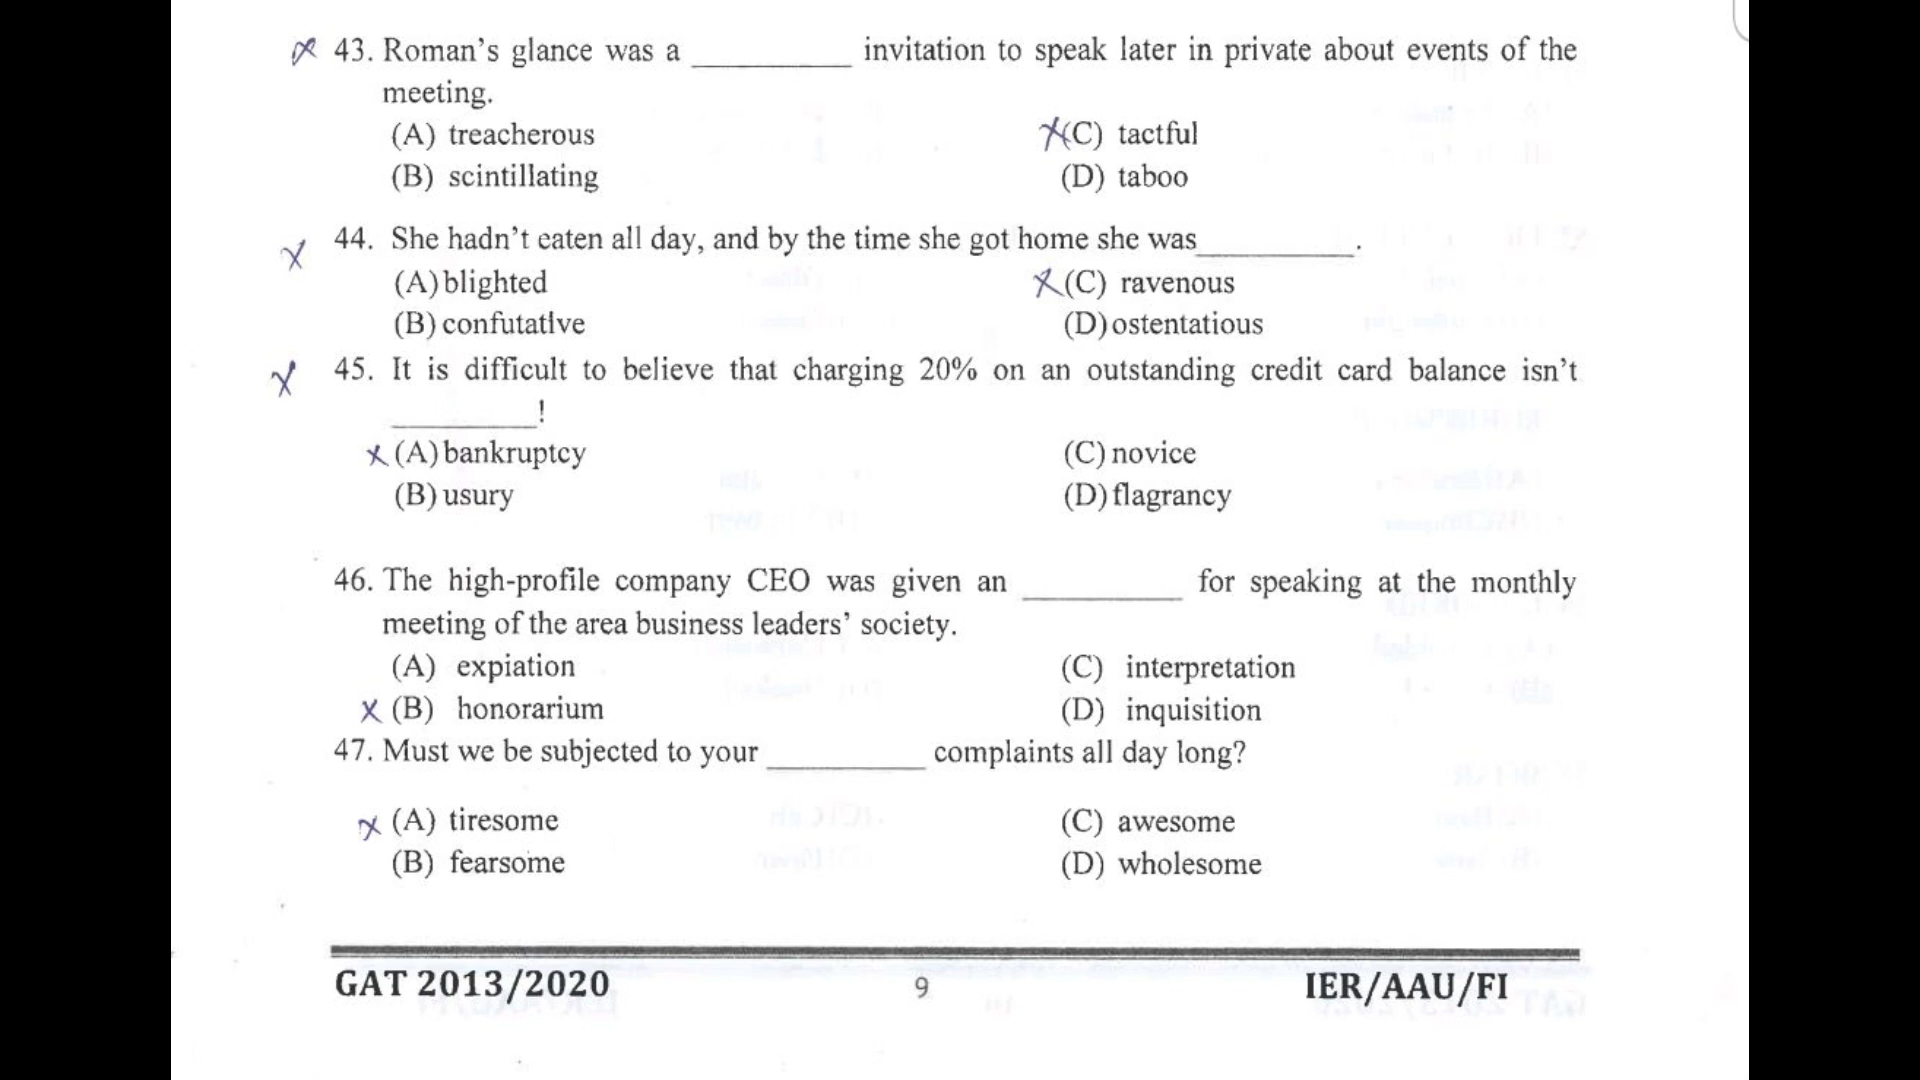 43. Roman's glance was a __________ invitation to speak later in private about events of the
meeting.
(A) treacherous (C) tactful
(B) scintillating (D) taboo
44. She hadn't eaten all day, and by the time she got home she was__________.
(A) blighted (C) ravenous
(B) confutative (D) ostentatious
45. It is difficult to believe that charging 20% on an outstanding credit card balance isn't
_________!
(A) bankruptcy (C) novice
(B) usury (D) flagrancy
46. The high-profile company CEO was given an __________ for speaking at the monthly
meeting of the area business leaders' society.
(A) expiation (C) interpretation
(B) honorarium (D) inquisition
47. Must we be subjected to your __________ complaints all day long?
(A) tiresome (C) awesome
(B) fearsome (D) wholesome
GAT 2013/2020 9 IER/AAU/FI